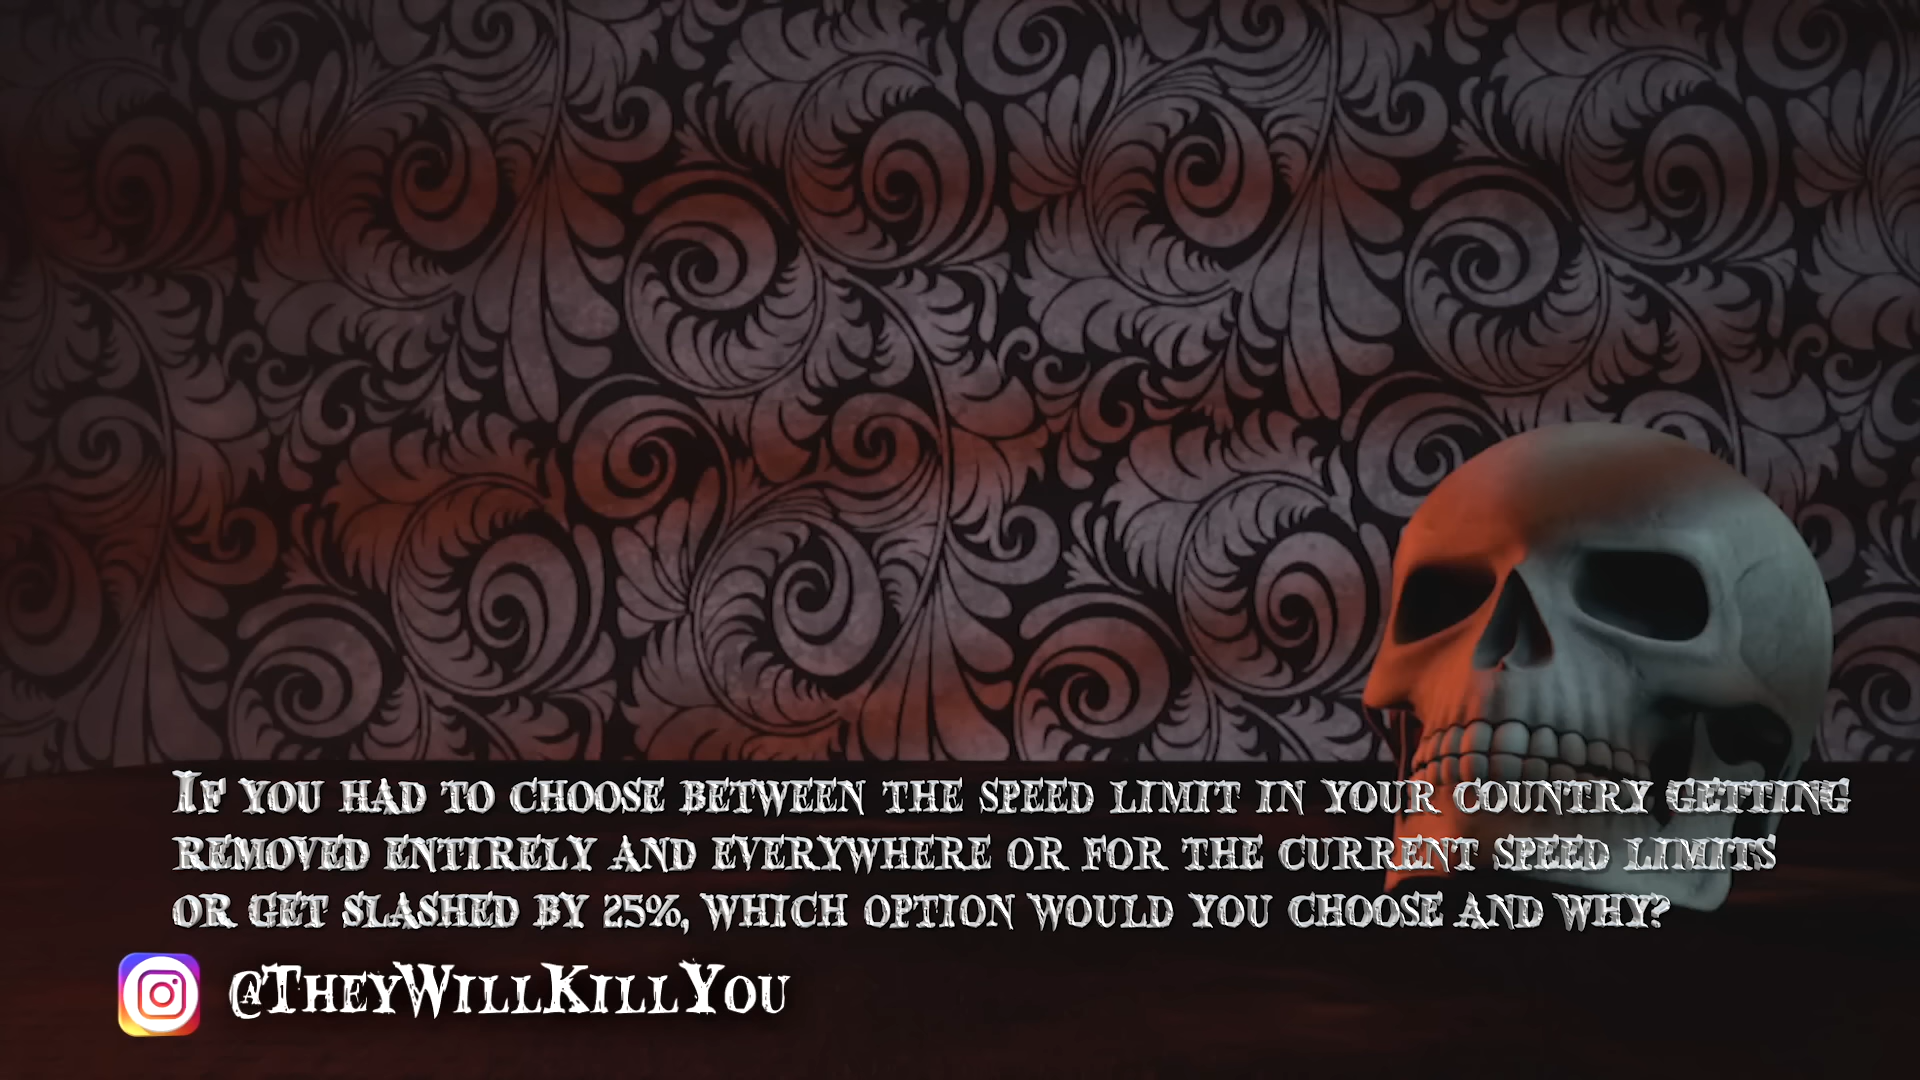 If you had to choose between the speed limit in your country getting
removed entirely and everywhere or for the current speed limits
or get slashed by 25%, which option would you choose and why?
@TheyWillKillYou